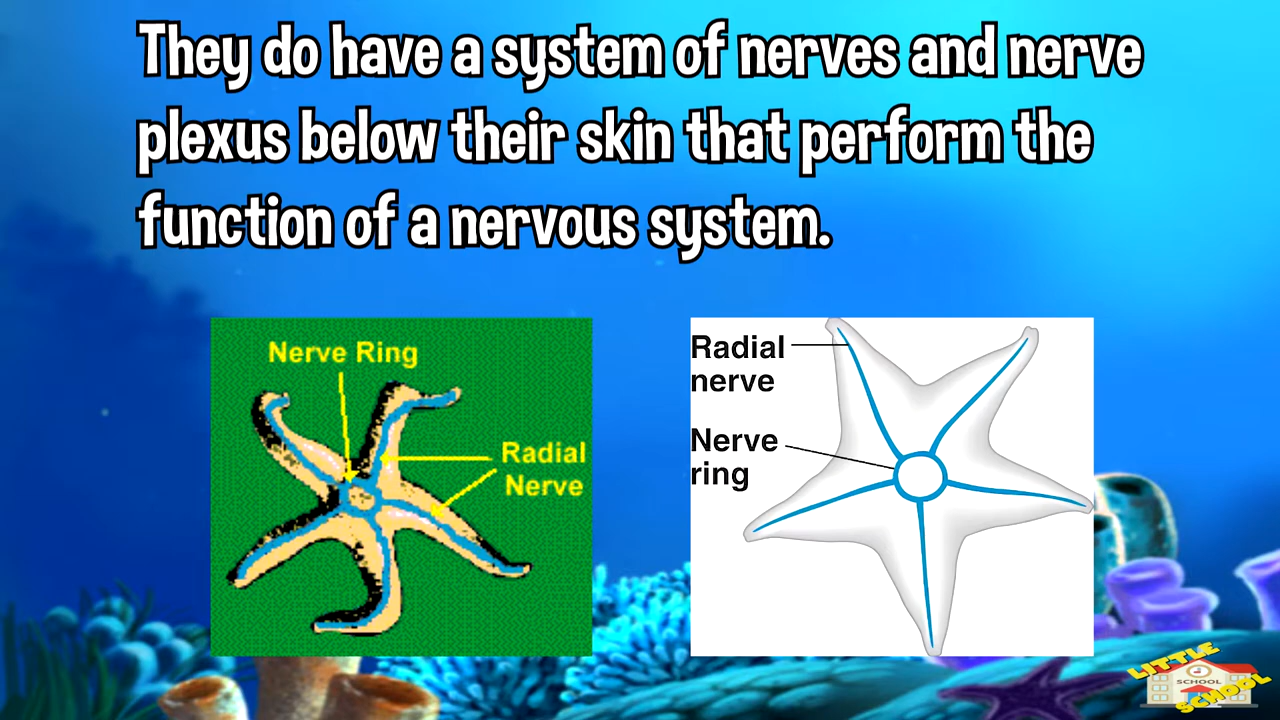 They do have a system of nerves and nerve
plexus below their skin that perform the
function of a nervous system.
Nerve Ring
Radial
Nerve
Radial
nerve
Nerve
ring
LITTLE
SCHOOL
SCHOOL